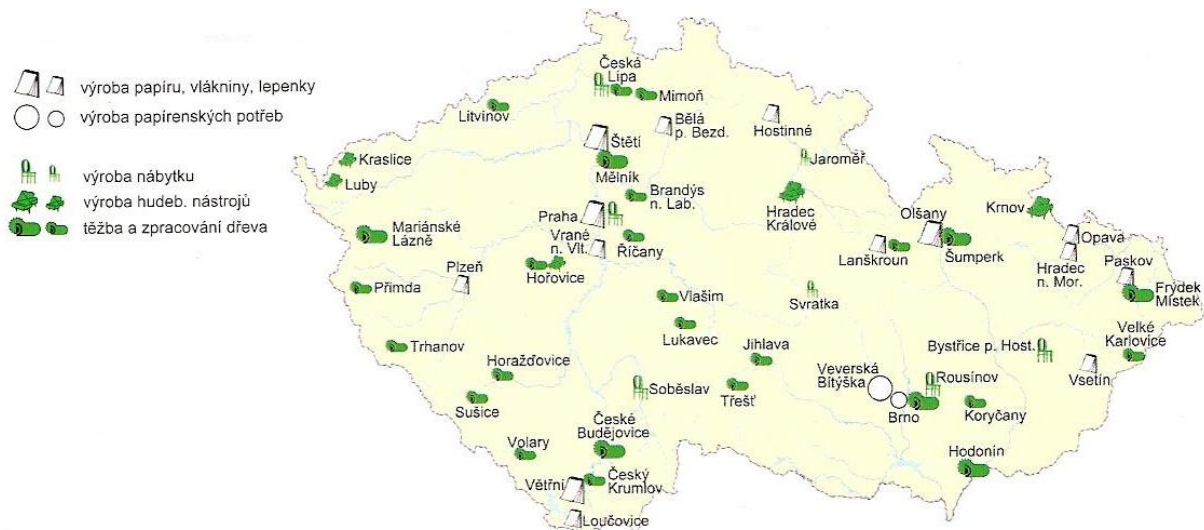 výroba papíru, vlákniny, lepenky
výroba papírenských potřeb
výroba nábytku
výroba hudeb. nástrojů
těžba a zpracování dřeva
Česká
Lípa
Mimoň
Litvínov
Bělá
p. Bezd.
Hostinné
Štětí
Mělník
Jaroměř
Kraslice
Luby
Brandýs
n. Lab.
Hradec
Králové
Krnov
Olšany
Praha
Mariánské
Lázně
Vrané
n. Vlt.
Říčany
Opava
Lanškroun
Šumperk
Hradec
n. Mor.
Paskov
Plzeň
Hořovice
Přimda
Vlašim
Svratka
Frýdek
Místek
Lukavec
Velké
Karlovice
Trhanov
Jihlava
Bystřice p. Host.
Horažďovice
Veverská
Bítýška
Rousínov
Vsetín
Soběslav
Třešť
Sušice
Brno
Koryčany
České
Budějovice
Volary
Hodonín
Větřní
Český
Krumlov
Loučovice